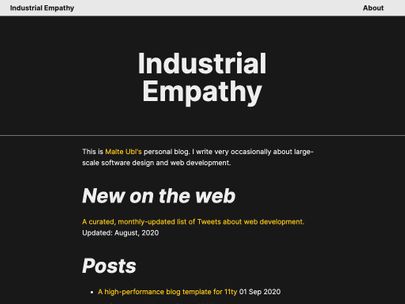 Industrial Empathy About
Industrial
Empathy
This is Malte Ubl's personal blog. I write very occasionally about large-
scale software design and web development.
New on the web
A curated, monthly-updated list of Tweets about web development.
Updated: August, 2020
Posts
• A high-performance blog template for 11ty 01 Sep 2020